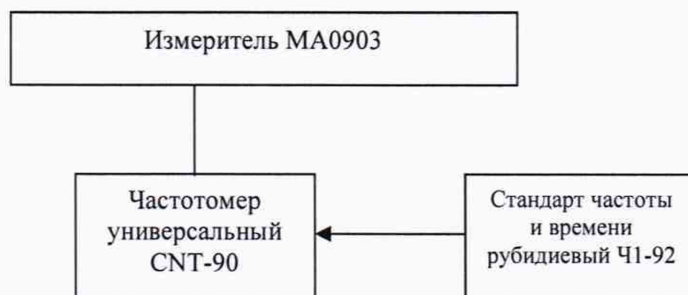 Измеритель МА0903
Частотомер
универсальный
CNT-90
Стандарт частоты
и времени
рубидиевый Ч1-92